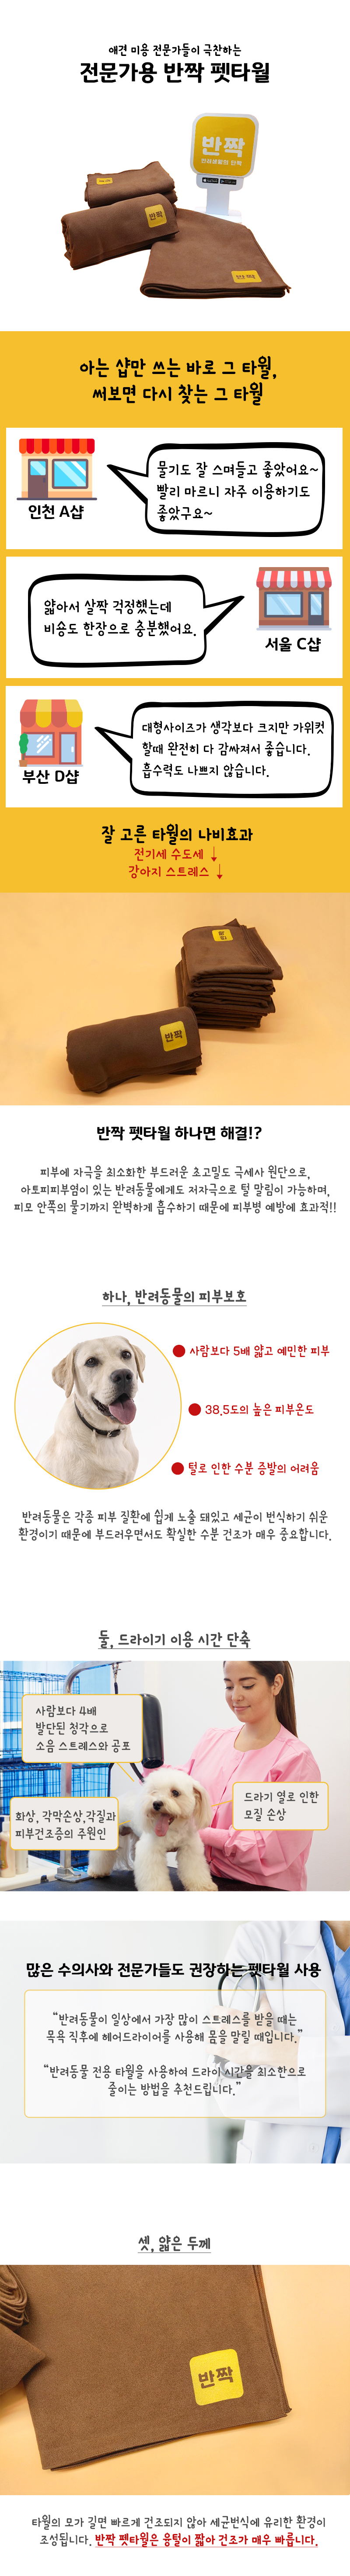 애견 미용 전문가들이 극찬하는
전문가용 반짝 펫타월
반짝
반짝
아는 샵만 쓰는 바로 그 타월,
써보면 다시 찾는 그 타월
물기도 잘 스며들고 좋았어요~
빨리 마르니 자주 이용하기도
좋았구요~
인천 A샵
얇아서 살짝 걱정했는데
비숑도 한장으로 충분했어요.
서울 C샵
대형사이즈가 생각보다 크지만 가위컷
할때 완전히 다 감싸져서 좋습니다.
흡수력도 나쁘지 않습니다.
부산 D샵
잘 고른 타월의 나비효과
전기세 수도세 ↓
강아지 스트레스 ↓
반짝
반짝 펫타월 하나면 해결!?
피부에 자극을 최소화한 부드러운 초고밀도 극세사 원단으로,
아토피피부염이 있는 반려동물에게도 저자극으로 털 말림이 가능하며,
피모 안쪽의 물기까지 완벽하게 흡수하기 때문에 피부병 예방에 효과적!!
하나, 반려동물의 피부보호
사람보다 5배 얇고 예민한 피부
38.5도의 높은 피부온도
털로 인한 수분 증발의 어려움
반려동물은 각종 피부 질환에 쉽게 노출 돼있고 세균이 번식하기 쉬운
환경이기 때문에 부드러우면서도 확실한 수분 건조가 매우 중요합니다.
둘, 드라이기 이용 시간 단축
사람보다 4배
발단된 청각으로
소음 스트레스와 공포
드라기 열로 인한
모질 손상
화상, 각막손상,각질과
피부건조증의 주원인
많은 수의사와 전문가들도 권장하는 펫타월 사용
“반려동물이 일상에서 가장 많이 스트레스를 받을 때는
목욕 직후에 헤어드라이어를 사용해 몸을 말릴 때입니다.”
“반려동물 전용 타월을 사용하여 드라이 시간을 최소한으로
줄이는 방법을 추천드립니다.”
셋, 얇은 두께
반짝
타월의 모가 길면 빠르게 건조되지 않아 세균번식에 유리한 환경이
조성됩니다. 반짝 펫타월은 융털이 짧아 건조가 매우 빠릅니다.